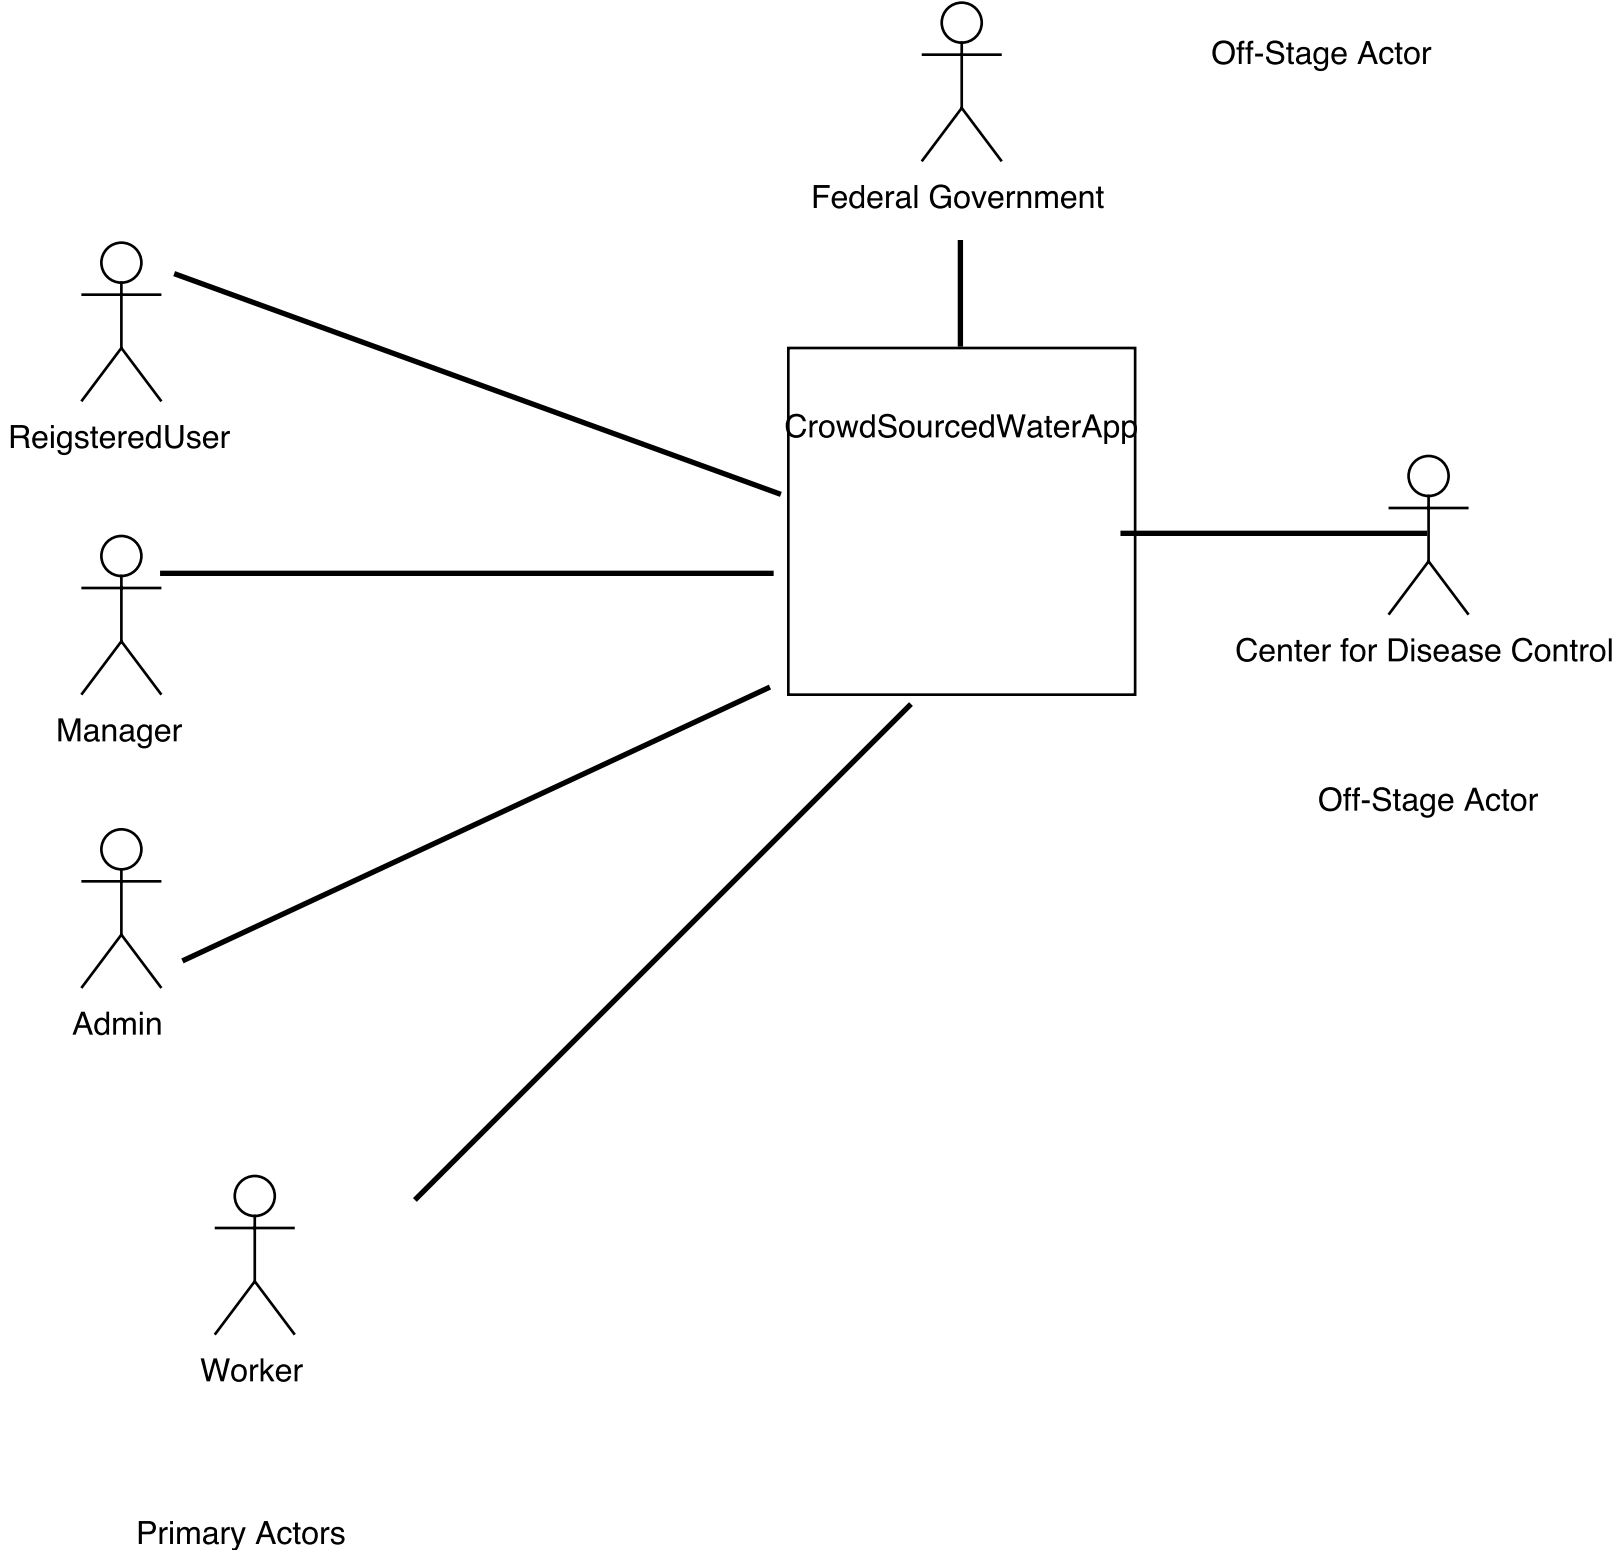 Off-Stage Actor
Federal Government
ReigsteredUser
CrowdSourcedWaterApp
Center for Disease Control
Manager
Off-Stage Actor
Admin
Worker
Primary Actors